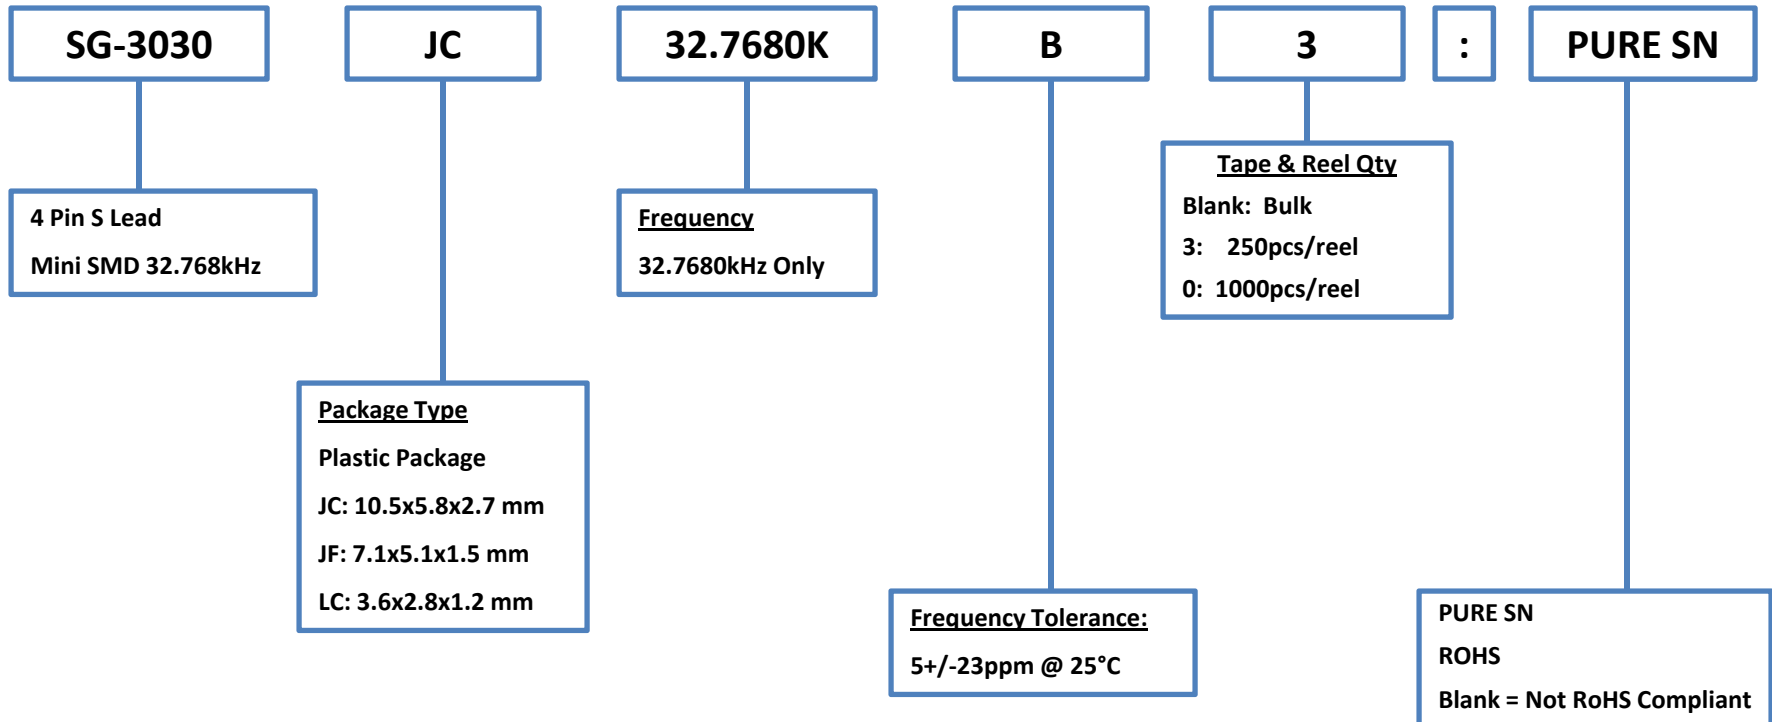 SG-3030 JC 32.7680K B 3 : PURE SN
4 Pin S Lead
Mini SMD 32.768kHz
Package Type
Plastic Package
JC: 10.5x5.8x2.7 mm
JF: 7.1x5.1x1.5 mm
LC: 3.6x2.8x1.2 mm
Frequency
32.7680kHz Only
Frequency Tolerance:
5+/-23ppm @ 25°C
Tape & Reel Qty
Blank: Bulk
3: 250pcs/reel
0: 1000pcs/reel
PURE SN
ROHS
Blank = Not RoHS Compliant